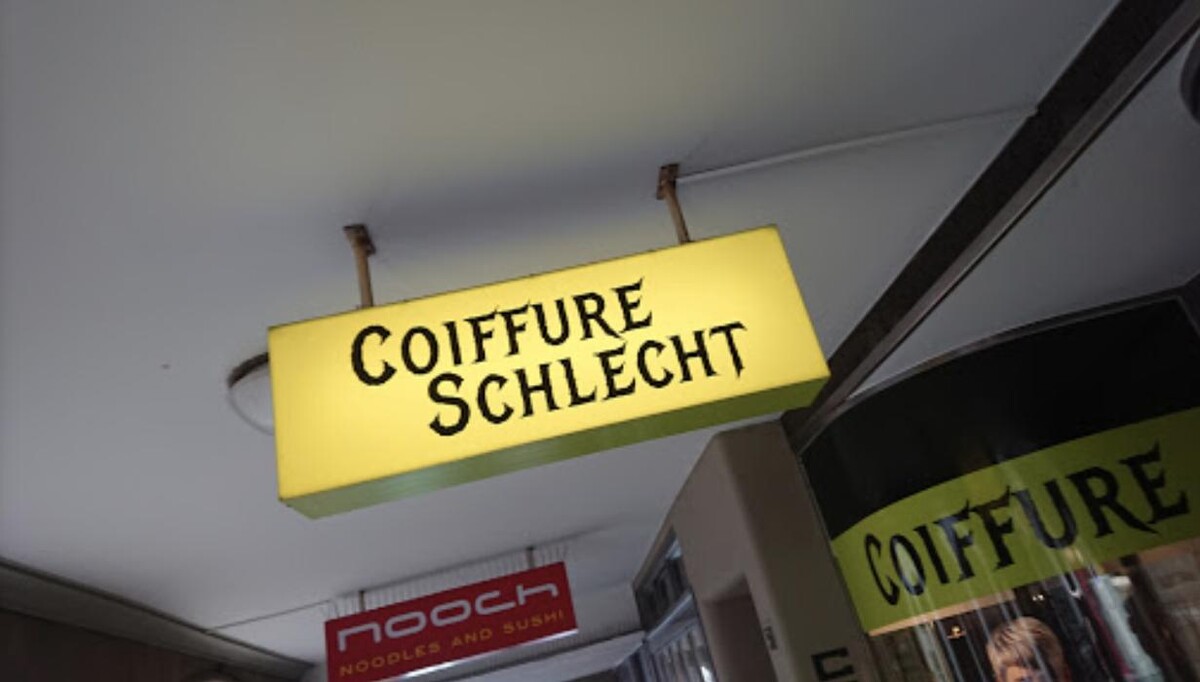 COIFFURE
SCHLECHT
nooch
NOODLES AND SUSHI
COIFFURE